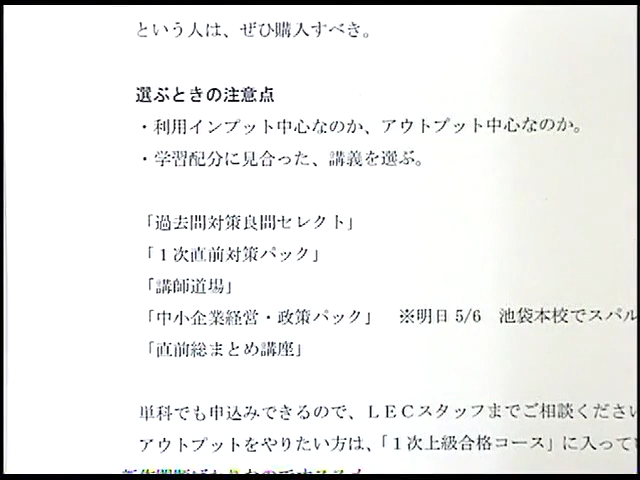 という人は、ぜひ購入すべき。
選ぶときの注意点
・利用インプット中心なのか、アウトプット中心なのか。
・学習配分に見合った、講義を選ぶ。
「過去問対策良問セレクト」
「１次直前対策パック」
「講師道場」
「中小企業経営・政策パック」　※明日 5/6　池袋本校でスパル
「直前総まとめ講座」
単科でも申込みできるので、ＬＥＣスタッフまでご相談ください
アウトプットをやりたい方は、「１次上級合格コース」に入って